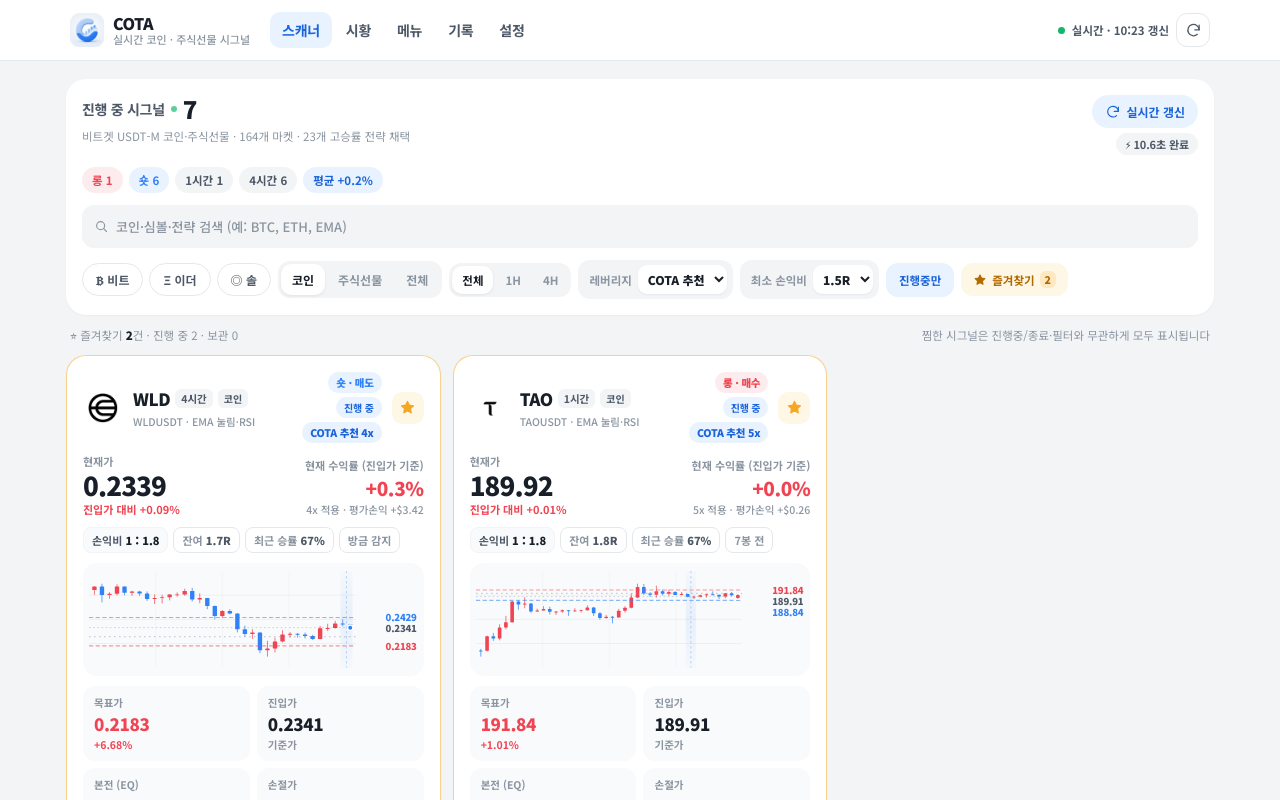 COTA
실시간 코인 · 주식선물 시그널
스캐너 시황 메뉴 기록 설정
실시간 · 10:23 갱신
진행 중 시그널 7
비트겟 USDT-M 코인·주식선물 · 164개 마켓 · 23개 고승률 전략 채택
실시간 갱신
⚡ 10.6초 완료
롱 1 숏 6 1시간 1 4시간 6 평균 +0.2%
코인·심볼·전략 검색 (예: BTC, ETH, EMA)
₿ 비트 Ξ 이더 ◎ 솔 코인 주식선물 전체 전체 1H 4H 레버리지 COTA 추천 최소 손익비 1.5R 진행중만 ★ 즐겨찾기 2
⭐ 즐겨찾기 2건 · 진행 중 2 · 보관 0
찜한 시그널은 진행중/종료·필터와 무관하게 모두 표시됩니다
WLD 4시간 코인
WLDUSDT · EMA 눌림·RSI
숏 · 매도
진행 중
COTA 추천 4x
현재가
0.2339
진입가 대비 +0.09%
현재 수익률 (진입가 기준)
+0.3%
4x 적용 · 평가손익 +$3.42
손익비 1 : 1.8 잔여 1.7R 최근 승률 67% 방금 감지
0.2429
0.2341
0.2183
목표가
0.2183
+6.68%
진입가
0.2341
기준가
본전 (EQ)
손절가
τ
TAO 1시간 코인
TAOUSDT · EMA 눌림·RSI
롱 · 매수
진행 중
COTA 추천 5x
현재가
189.92
진입가 대비 +0.01%
현재 수익률 (진입가 기준)
+0.0%
5x 적용 · 평가손익 +$0.26
손익비 1 : 1.8 잔여 1.8R 최근 승률 67% 7봉 전
191.84
189.91
188.84
목표가
191.84
+1.01%
진입가
189.91
기준가
본전 (EQ)
손절가